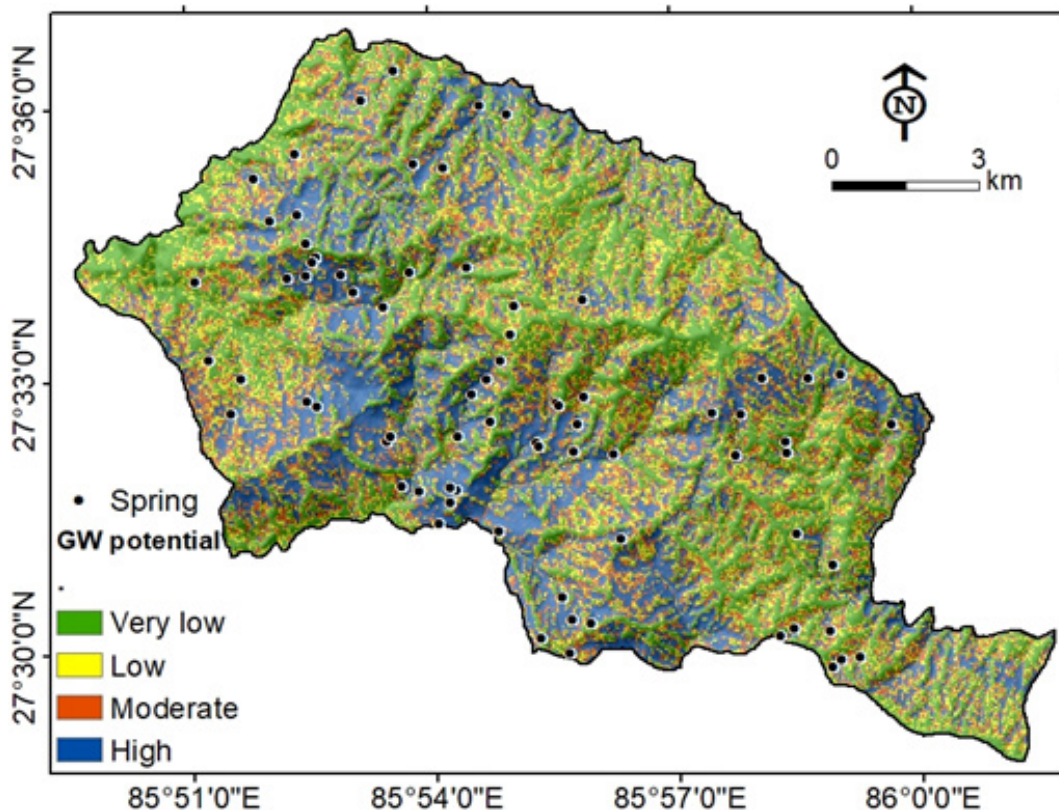 27°36'0"N
N
0 3
km
27°33'0"N
Spring
GW potential
Very low
Low
Moderate
High
27°30'0"N
85°51'0"E 85°54'0"E 85°57'0"E 86°0'0"E